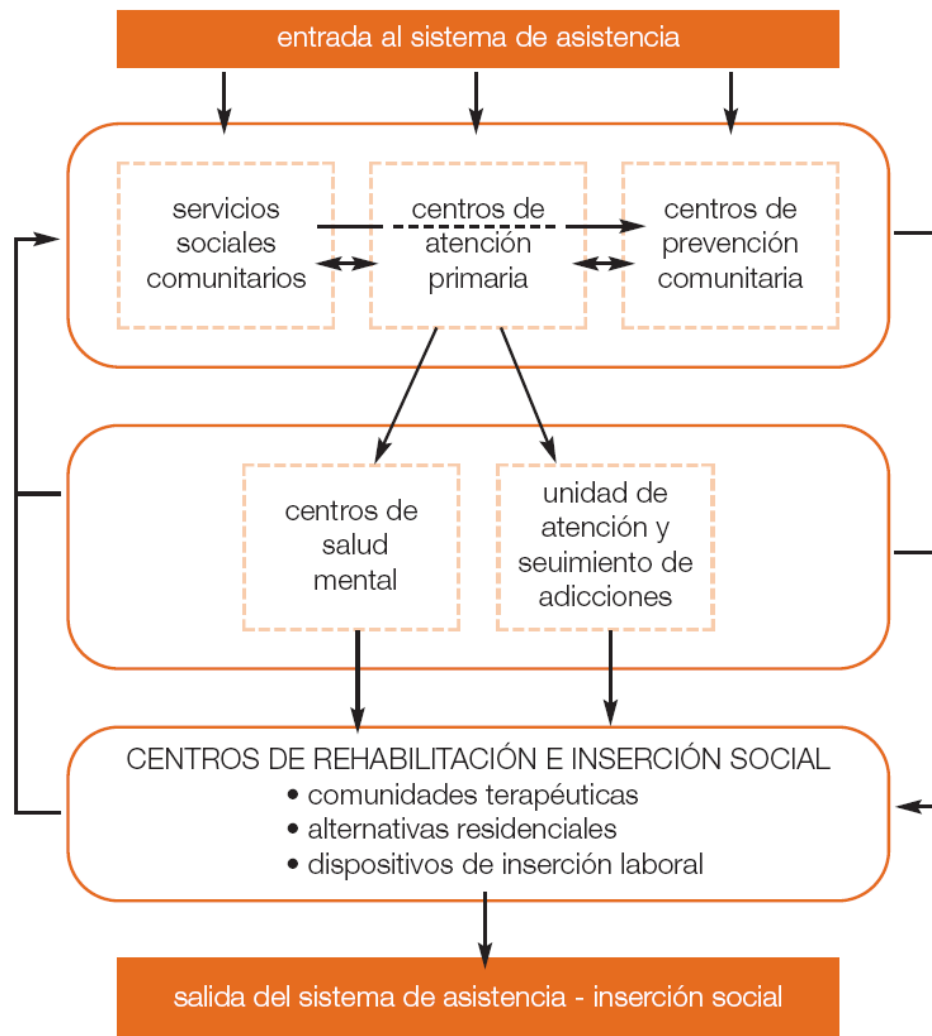 entrada al sistema de asistencia
servicios
sociales
comunitarios
centros de
atención
primaria
centros de
prevención
comunitaria
centros de
salud
mental
unidad de
atención y
seuimiento de
adicciones
CENTROS DE REHABILITACIÓN E INSERCIÓN SOCIAL
• comunidades terapéuticas
• alternativas residenciales
• dispositivos de inserción laboral
salida del sistema de asistencia - inserción social